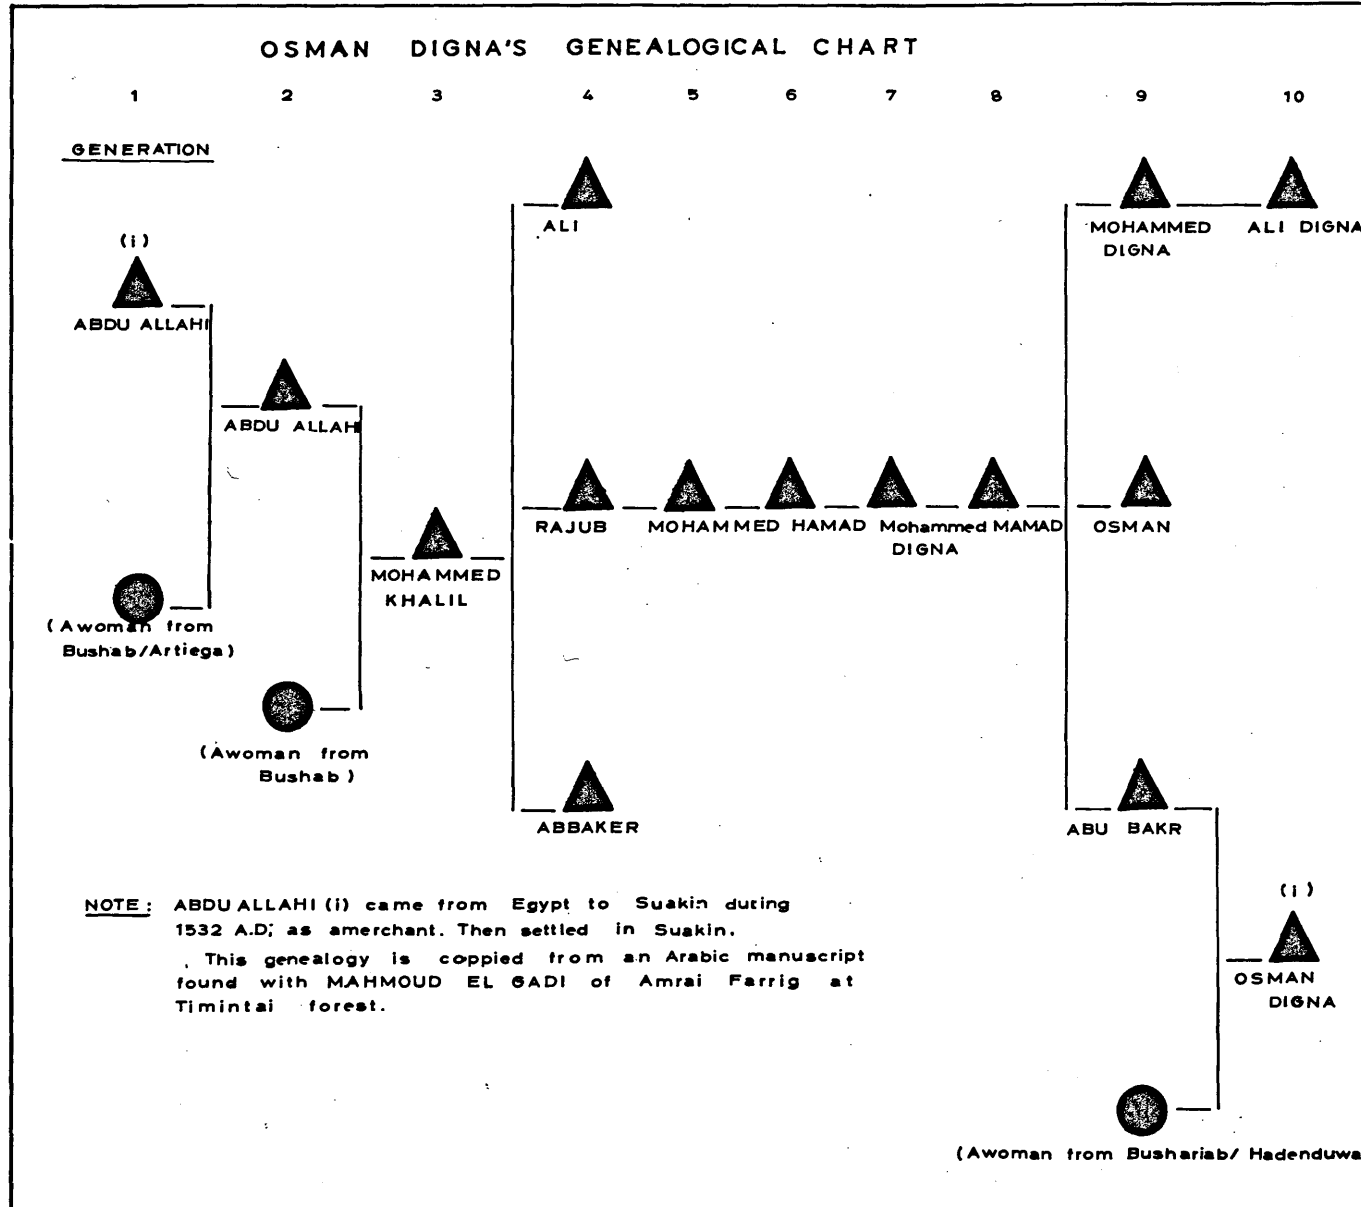 OSMAN DIGNA'S GENEALOGICAL CHART
1 2 3 4 5 6 7 8 9 10
GENERATION
(i)
ABDU ALLAHI
(Awoman from
Bushab/Artiega)
ABDU ALLAH
(Awoman from
Bushab)
MOHAMMED
KHALIL
ALI
RAJUB
ABBAKER
MOHAMMED
HAMAD
Mohammed
DIGNA
MAMAD
MOHAMMED
DIGNA
ALI DIGNA
OSMAN
ABU BAKR
(i)
OSMAN
DIGNA
(Awoman from Bushariab/ Hadenduwa
NOTE: ABDU ALLAHI (i) came from Egypt to Suakin during
1532 A.D; as amerchant. Then settled in Suakin.
This genealogy is coppied from an Arabic manuscript
found with MAHMOUD EL GADI of Amrai Farrig at
Timintai forest.